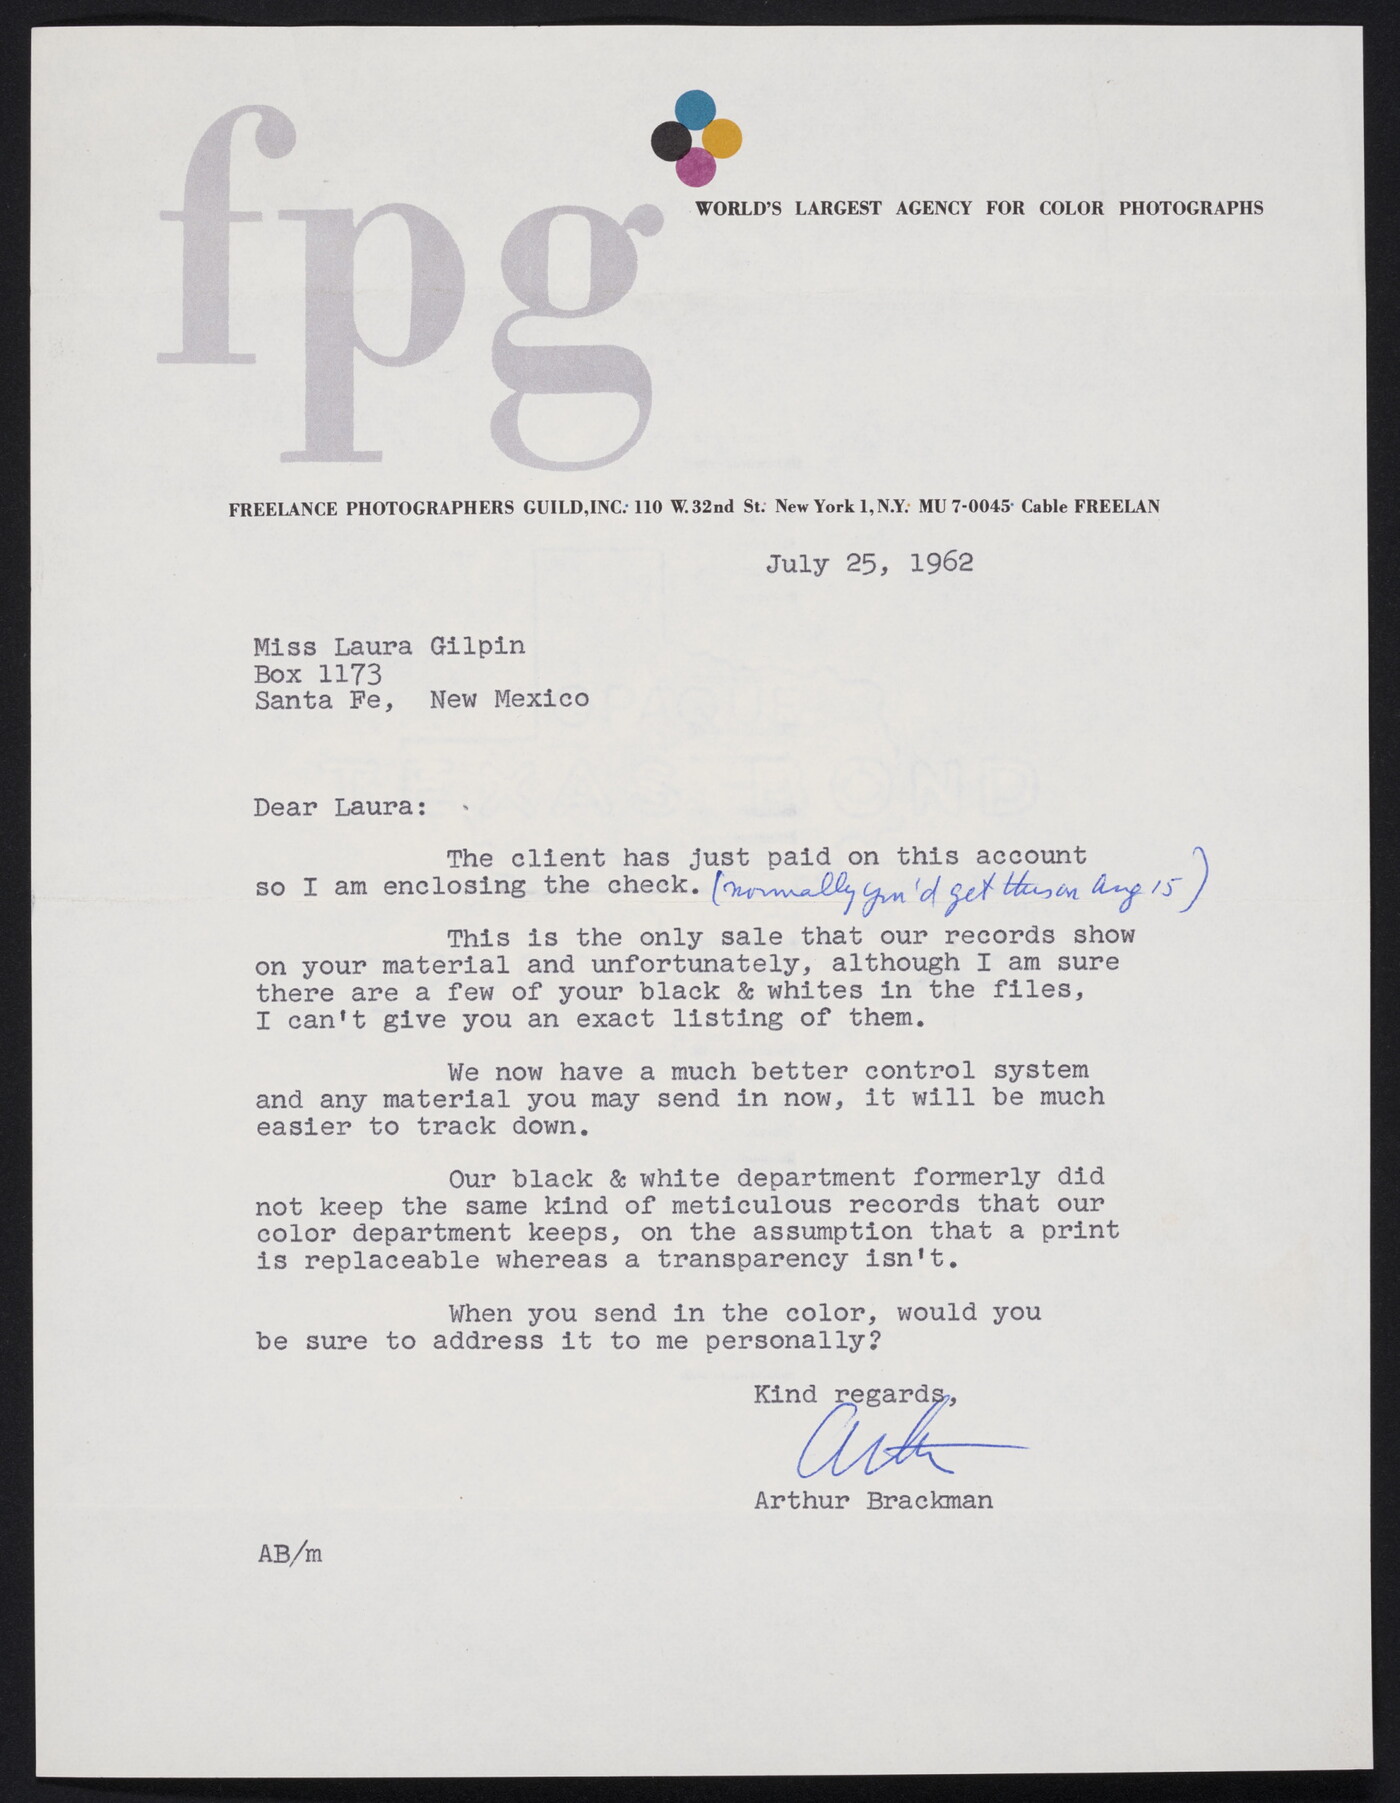 fpg
WORLD'S LARGEST AGENCY FOR COLOR PHOTOGRAPHS
FREELANCE PHOTOGRAPHERS GUILD, INC. 110 W. 32nd St. New York 1, N.Y. MU 7-0045 Cable FREELAN
July 25, 1962
Miss Laura Gilpin
Box 1173
Santa Fe, New Mexico
Dear Laura:
The client has just paid on this account
so I am enclosing the check. (normally you'd get this on Aug 15)
This is the only sale that our records show
on your material and unfortunately, although I am sure
there are a few of your black & whites in the files,
I can't give you an exact listing of them.
We now have a much better control system
and any material you may send in now, it will be much
easier to track down.
Our black & white department formerly did
not keep the same kind of meticulous records that our
color department keeps, on the assumption that a print
is replaceable whereas a transparency isn't.
When you send in the color, would you
be sure to address it to me personally?
Kind regards,
Arthur
Arthur Brackman
AB/m